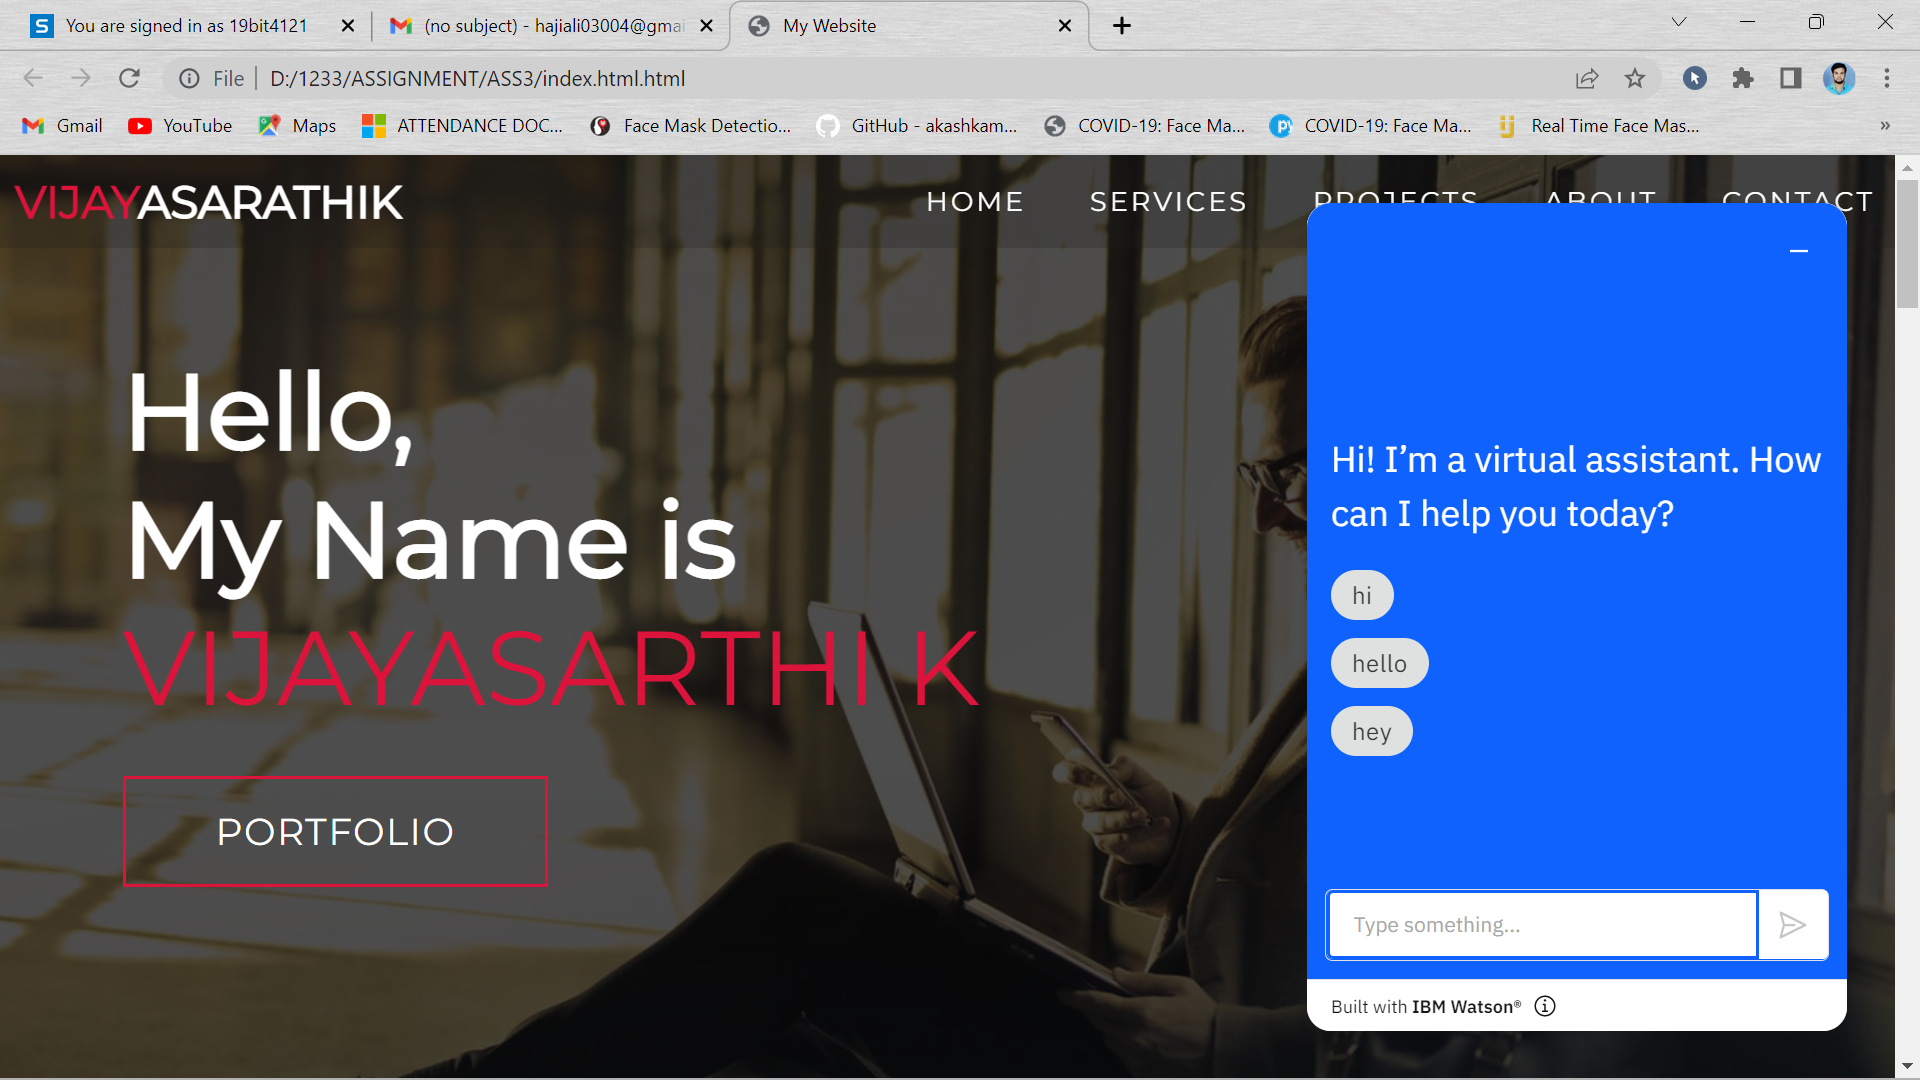 You are signed in as 19bit4121
(no subject) - hajiali03004@gmai
My Website
File
D:/1233/ASSIGNMENT/ASS3/index.html.html
Gmail
YouTube
Maps
ATTENDANCE DOC...
Face Mask Detectio...
GitHub - akashkam...
COVID-19: Face Ma...
COVID-19: Face Ma...
Real Time Face Mas...
»
VIJAYASARATHIK
HOME
SERVICES
PROJECTS
ABOUT
CONTACT
Hello,
My Name is
VIJAYASARTHI K
PORTFOLIO
Hi! I’m a virtual assistant. How
can I help you today?
hi
hello
hey
Type something...
Built with IBM Watson®